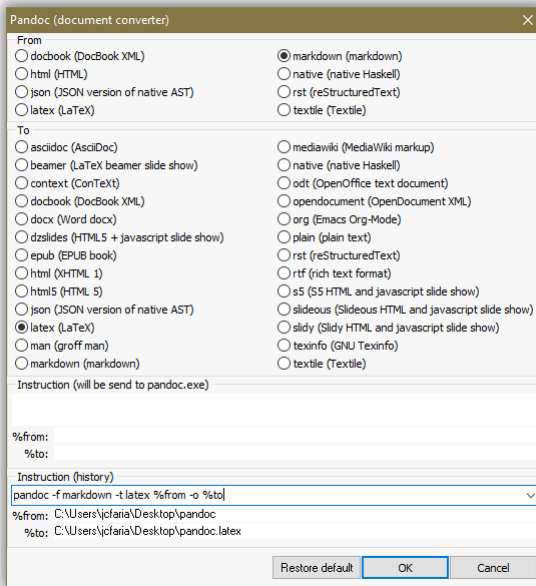 Pandoc (document converter)
From
docbook (DocBook XML)
html (HTML)
json (JSON version of native AST)
latex (LaTeX)
markdown (markdown)
native (native Haskell)
rst (reStructuredText)
textile (Textile)
To
asciidoc (AsciiDoc)
beamer (LaTeX beamer slide show)
context (ConTeXt)
docbook (DocBook XML)
docx (Word docx)
dzslides (HTML5 + javascript slide show)
epub (EPUB book)
html (XHTML 1)
html5 (HTML 5)
json (JSON version of native AST)
latex (LaTeX)
man (groff man)
markdown (markdown)
mediawiki (MediaWiki markup)
native (native Haskell)
odt (OpenOffice text document)
opendocument (OpenDocument XML)
org (Emacs Org-Mode)
plain (plain text)
rst (reStructuredText)
rtf (rich text format)
s5 (S5 HTML and javascript slide show)
slideous (Slideous HTML and javascript slide show)
slidy (Slidy HTML and javascript slide show)
texinfo (GNU Texinfo)
textile (Textile)
Instruction (will be send to pandoc.exe)
%from:
%to:
Instruction (history)
pandoc -f markdown -t latex %from -o %to
%from: C:\Users\jcfaria\Desktop\pandoc
%to: C:\Users\jcfaria\Desktop\pandoc.latex
Restore default OK Cancel